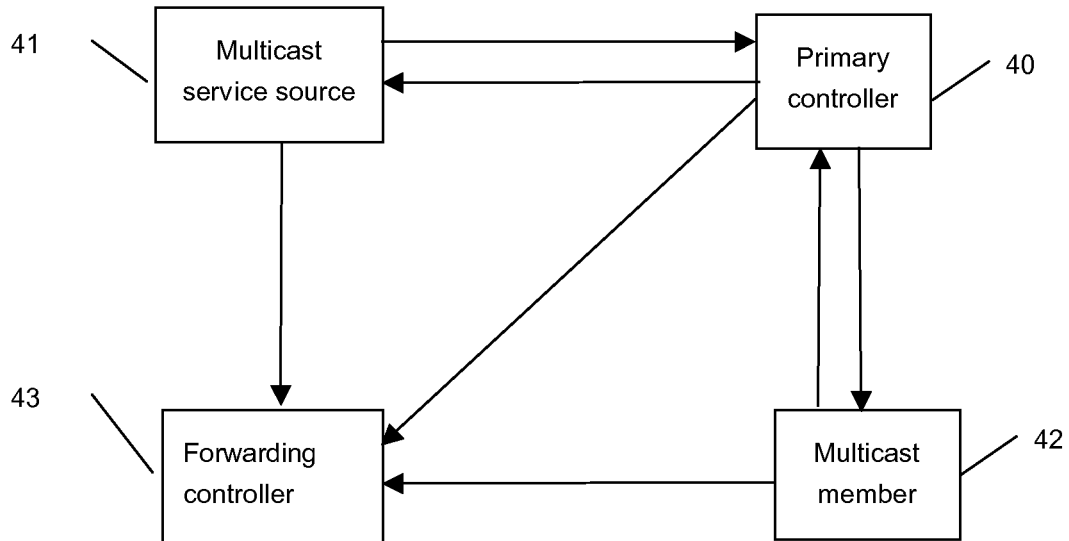 41
Multicast
service source
Primary
controller
40
43
Forwarding
controller
Multicast
member
42